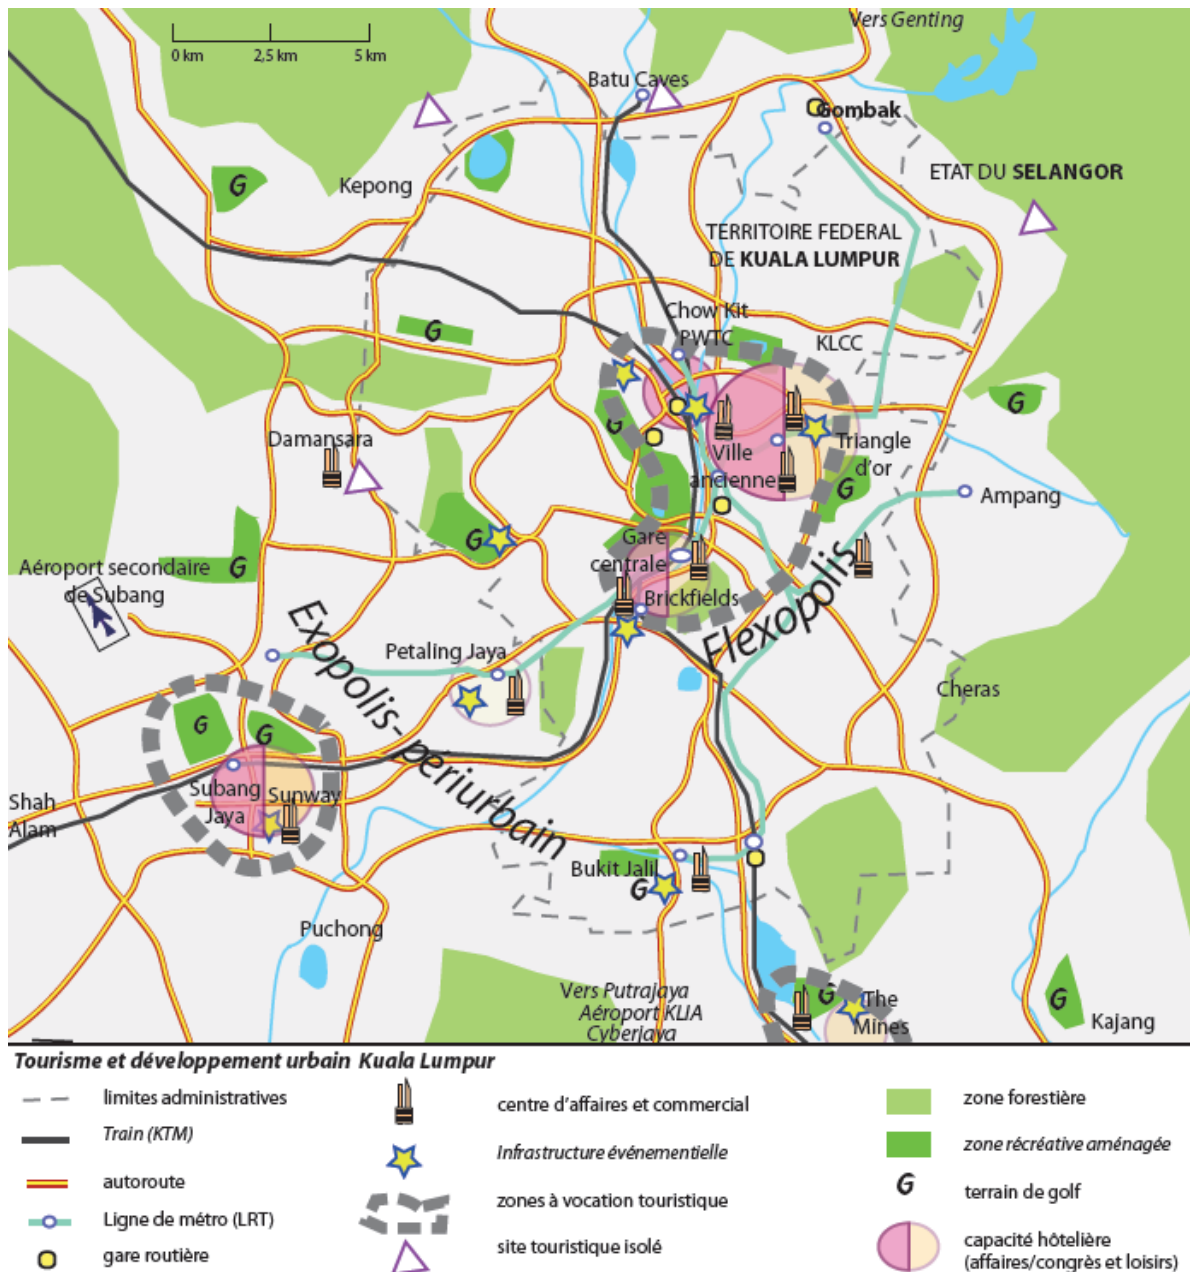 Vers Genting
0 km
2,5 km
5 km
Batu Caves
Gombak
Kepong
G
ETAT DU SELANGOR
TERRITOIRE FEDERAL
DE KUALA LUMPUR
Chow Kit
PWTC
KLCC
G
G
G
Damansara
Ville
ancienne
Triangle
d'or
G
Ampang
G
Gare
centrale
G
Aéroport secondaire
de Subang
Brickfields
Flexopolis
Exopolis-périurbain
Petaling Jaya
Cheras
G
G
Subang
Jaya
Sunway
Shah
Alam
Bukit Jalil
G
Puchong
Vers Putrajaya
Aéroport KLIA
Cyberjaya
G
The
Mines
G
Kajang
Tourisme et développement urbain Kuala Lumpur
limites administratives
Train (KTM)
autoroute
Ligne de métro (LRT)
gare routière
centre d'affaires et commercial
Infrastructure événementielle
zones à vocation touristique
site touristique isolé
zone forestière
zone récréative aménagée
G
terrain de golf
capacité hôtelière
(affaires/congrès et loisirs)